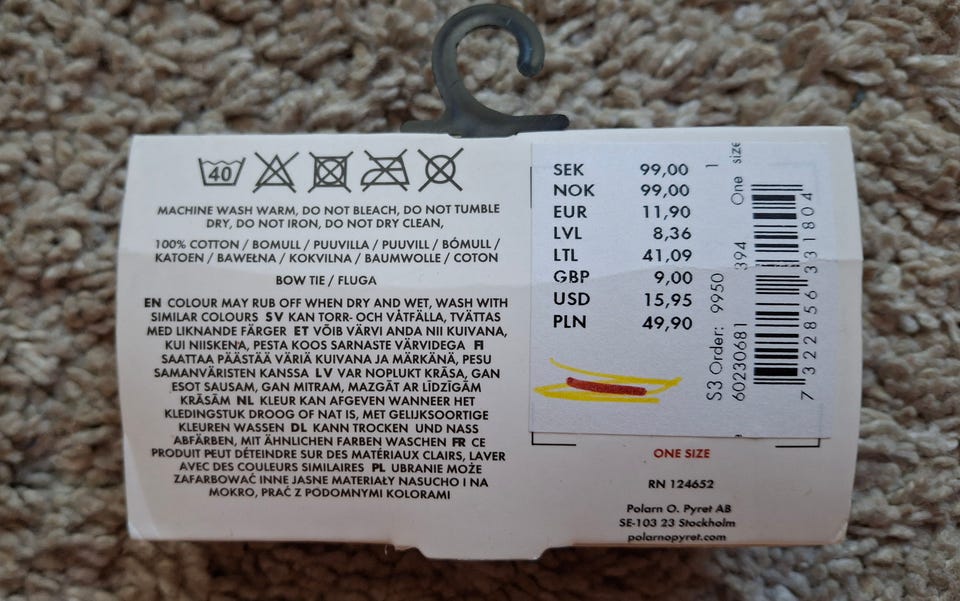 40
MACHINE WASH WARM, DO NOT BLEACH, DO NOT TUMBLE
DRY, DO NOT IRON, DO NOT DRY CLEAN,
100% COTTON / BOMULL / PUUVILLA / PUUVILL / BÓMULL /
KATOEN / BAWEŁNA / KOKVILNA / BAUMWOLLE / COTON
BOW TIE / FLUGA
EN COLOUR MAY RUB OFF WHEN DRY AND WET, WASH WITH
SIMILAR COLOURS SV KAN TORR- OCH VÅTFÄLLA, TVÄTTAS
MED LIKNANDE FÄRGER ET VÕIB VÄRVI ANDA NII KUIVANA,
KUI NIISKENA, PESTA KOOS SARNASTE VÄRVIDEGA FI
SAATTAA PÄÄSTÄÄ VÄRIÄ KUIVANA JA MÄRKÄNÄ, PESU
SAMANVÄRISTEN KANSSA LV VAR NOPLUKT KRĀSA, GAN
ESOT SAUSAM, GAN MITRAM, MAZGĀT AR LĪDZĪGĀM
KRĀSĀM NL KLEUR KAN AFGEVEN WANNEER HET
KLEDINGSTUK DROOG OF NAT IS, MET GELIJKSOORTIGE
KLEUREN WASSEN DL KANN TROCKEN UND NASS
ABFÄRBEN, MIT ÄHNLICHEN FARBEN WASCHEN FR CE
PRODUIT PEUT DÉTEINDRE SUR DES MATÉRIAUX CLAIRS, LAVER
AVEC DES COULEURS SIMILAIRES PL UBRANIE MOŻE
ZAFARBOWAĆ INNE JASNE MATERIAŁY NASUCHO I NA
MOKRO, PRAĆ Z PODOMNYMI KOLORAMI
SEK 99,00
NOK 99,00
EUR 11,90
LVL 8,36
LTL 41,09
GBP 9,00
USD 15,95
PLN 49,90
S3 Order: 9950 1
60230681 394 One size
7 322856 331804
ONE SIZE
RN 124652
Polarn O. Pyret AB
SE-103 23 Stockholm
polarnopyret.com